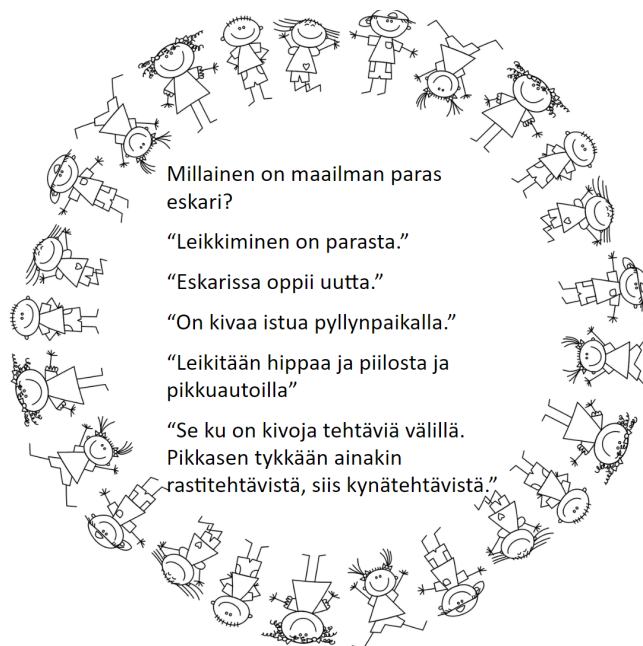 Millainen on maailman paras
eskari?
“Leikkiminen on parasta.”
“Eskarissa oppii uutta.”
“On kivaa istua pyllynpaikalla.”
“Leikitään hippaa ja piilosta ja
pikkuautoilla”
“Se ku on kivoja tehtäviä välillä.
Pikkasen tykkään ainakin
rastitehtävistä, siis kynätehtävistä.”